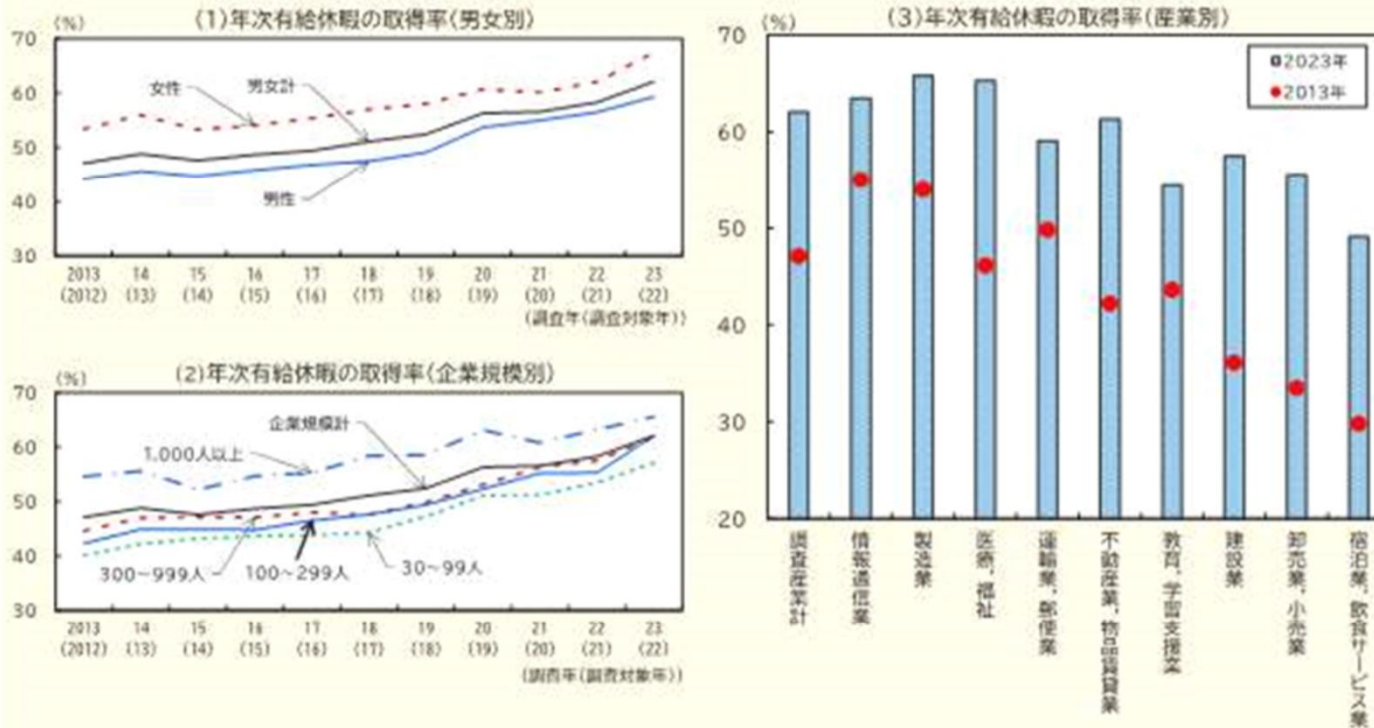 (1)年次有給休暇の取得率(男女別)
(%)
70
60
50
40
30
女性
男女計
男性
2013 14 15 16 17 18 19 20 21 22 23
(2012) (13) (14) (15) (16) (17) (18) (19) (20) (21) (22)
(調査年(調査対象年))
(2)年次有給休暇の取得率(企業規模別)
(%)
70
60
50
40
30
企業規模計
1,000人以上
300~999人
100~299人
30~99人
2013 14 15 16 17 18 19 20 21 22 23
(2012) (13) (14) (15) (16) (17) (18) (19) (20) (21) (22)
(調査年(調査対象年))
(3)年次有給休暇の取得率(産業別)
(%)
70
60
50
40
30
20
2023年
2013年
調査産業計
情報通信業
製造業
医療,福祉
運輸業,郵便業
不動産業,物品賃貸業
教育,学習支援業
建設業
卸売業,小売業
宿泊業,飲食サービス業